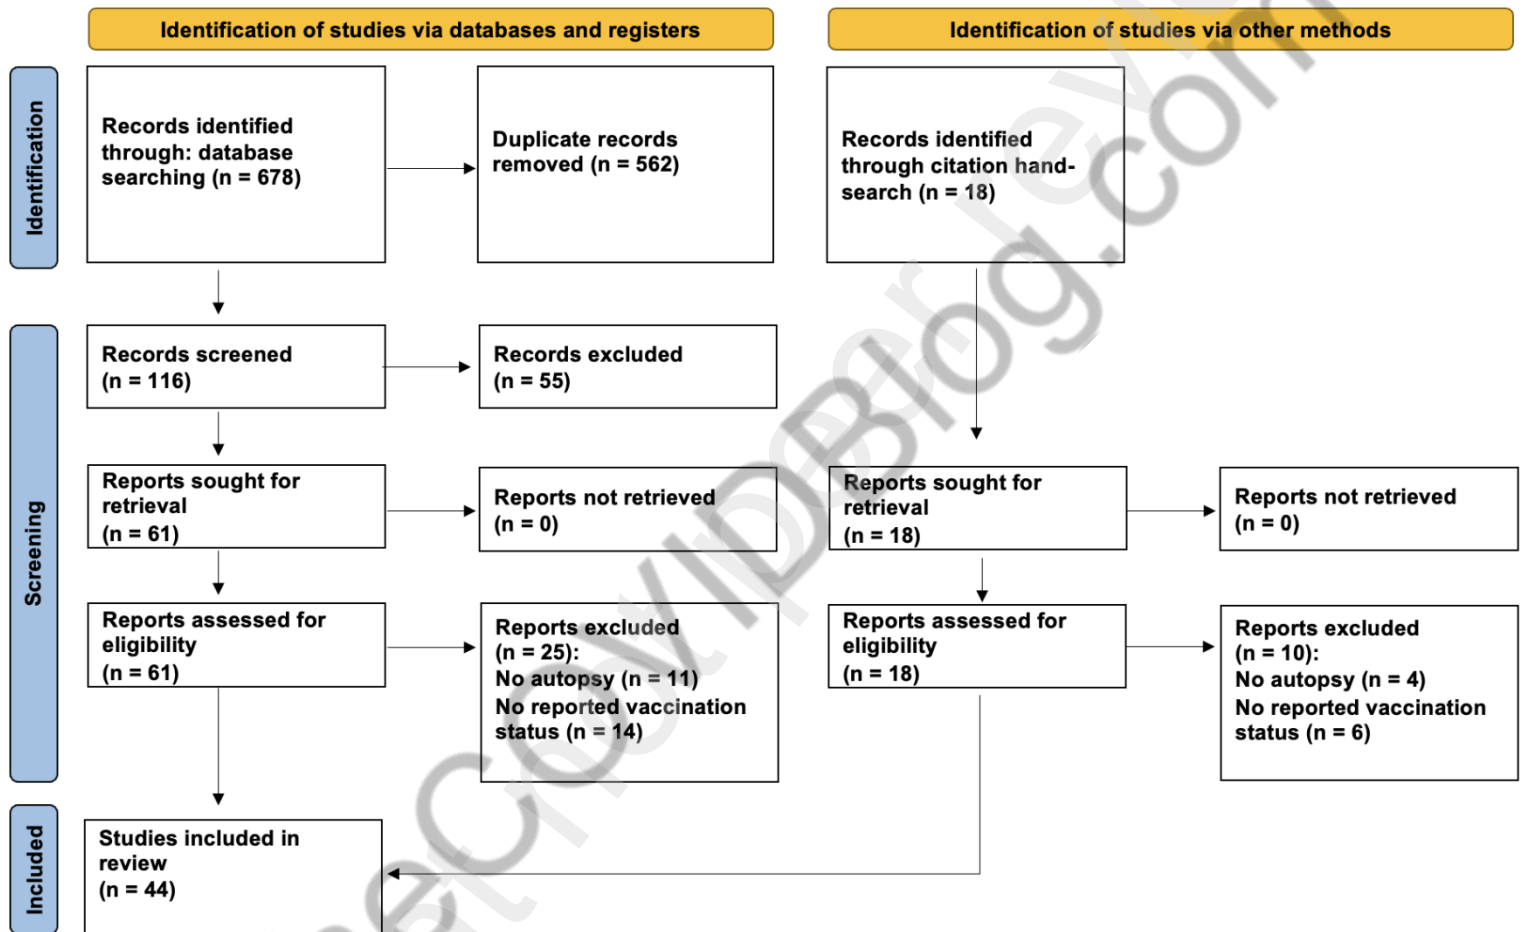 Identification of studies via databases and registers
Identification of studies via other methods
Identification
Records identified
through: database
searching (n = 678)
Duplicate records
removed (n = 562)
Records identified
through citation hand-
search (n = 18)
Screening
Records screened
(n = 116)
Records excluded
(n = 55)
Reports sought for
retrieval
(n = 61)
Reports not retrieved
(n = 0)
Reports sought for
retrieval
(n = 18)
Reports not retrieved
(n = 0)
Reports assessed for
eligibility
(n = 61)
Reports excluded
(n = 25):
No autopsy (n = 11)
No reported vaccination
status (n = 14)
Reports assessed for
eligibility
(n = 18)
Reports excluded
(n = 10):
No autopsy (n = 4)
No reported vaccination
status (n = 6)
Included
Studies included in
review
(n = 44)
eCovidBlog.com